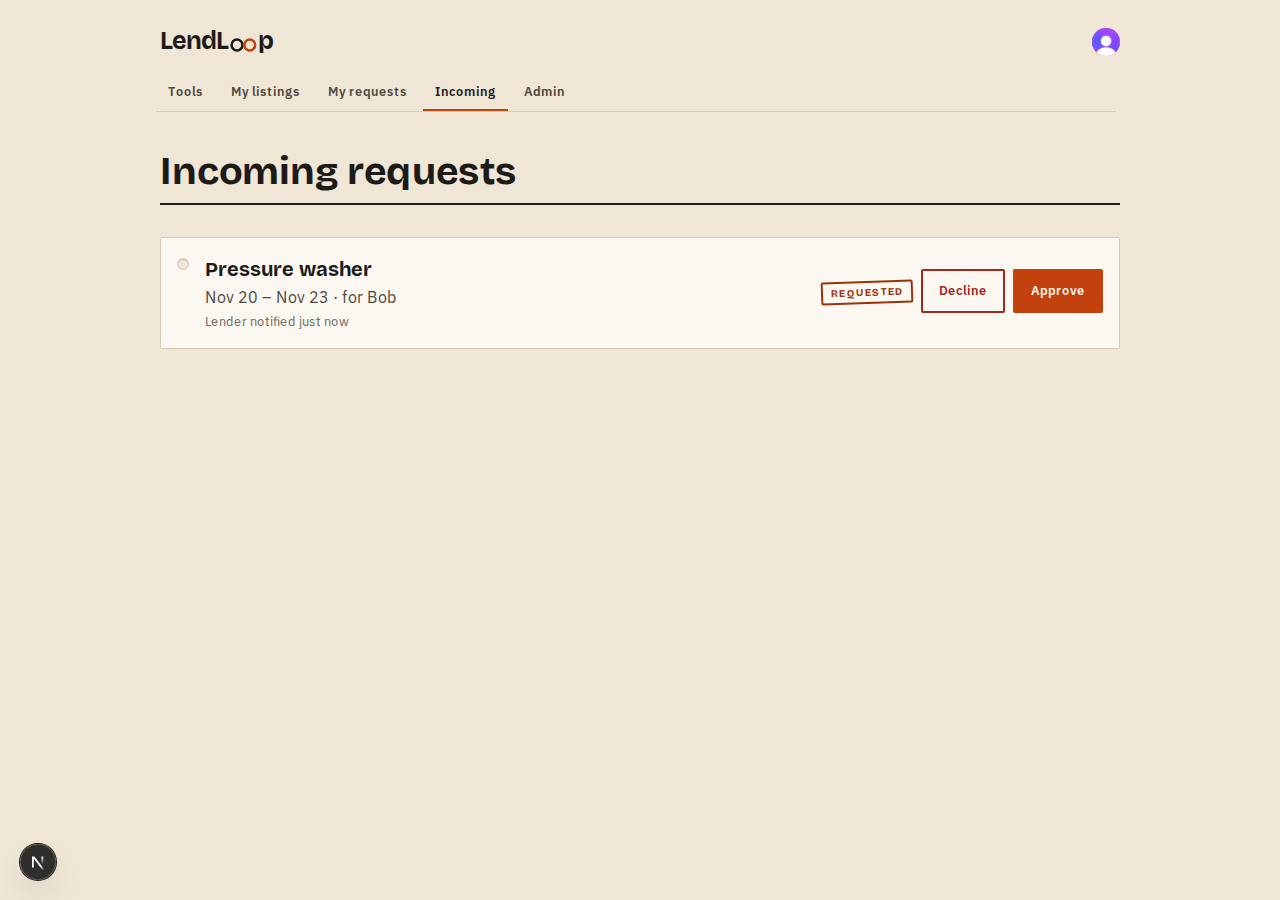 LendLoop
Tools My listings My requests Incoming Admin
Incoming requests
Pressure washer
Nov 20 – Nov 23 · for Bob
Lender notified just now
REQUESTED Decline Approve
N